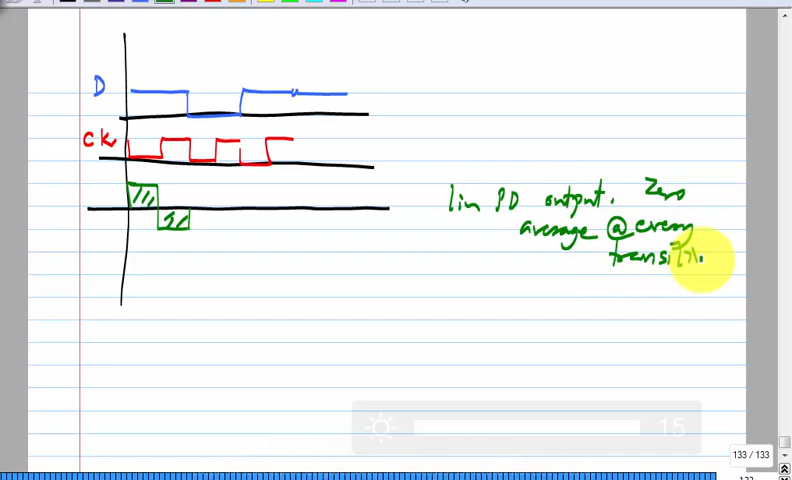 D
CK
lin PD output. Zero
average @ every
transition.
15
133 / 133